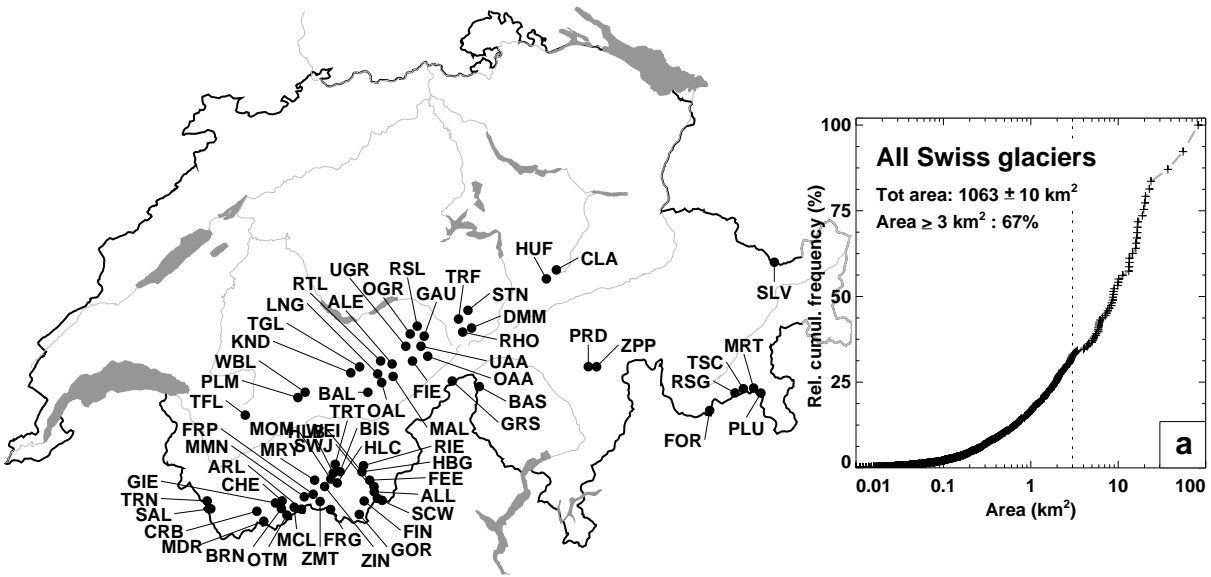 HUF
CLA
UGR
RSL
TRF
RTL
OGR
GAU
STN
SLV
LNG
ALE
DMM
TGL
RHO
PRD
ZPP
KND
UAA
TSC
MRT
WBL
OAA
RSG
PLM
BAL
FIE
BAS
TFL
TRT
OAL
GRS
FOR
PLU
MOM
WEI
BIS
MAL
FRP
MRY
SWJ
HLC
RIE
MMN
HBG
ARL
FEE
GIE
CHE
ALL
TRN
SCW
SAL
FIN
CRB
MDR
MCL
FRG
GOR
BRN
OTM
ZMT
ZIN
All Swiss glaciers
Tot area: 1063 ± 10 km²
Area ≥ 3 km² : 67%
Rel. cumul. frequency (%)
100
75
50
25
0
0.01 0.1 1 10 100
Area (km²)
a